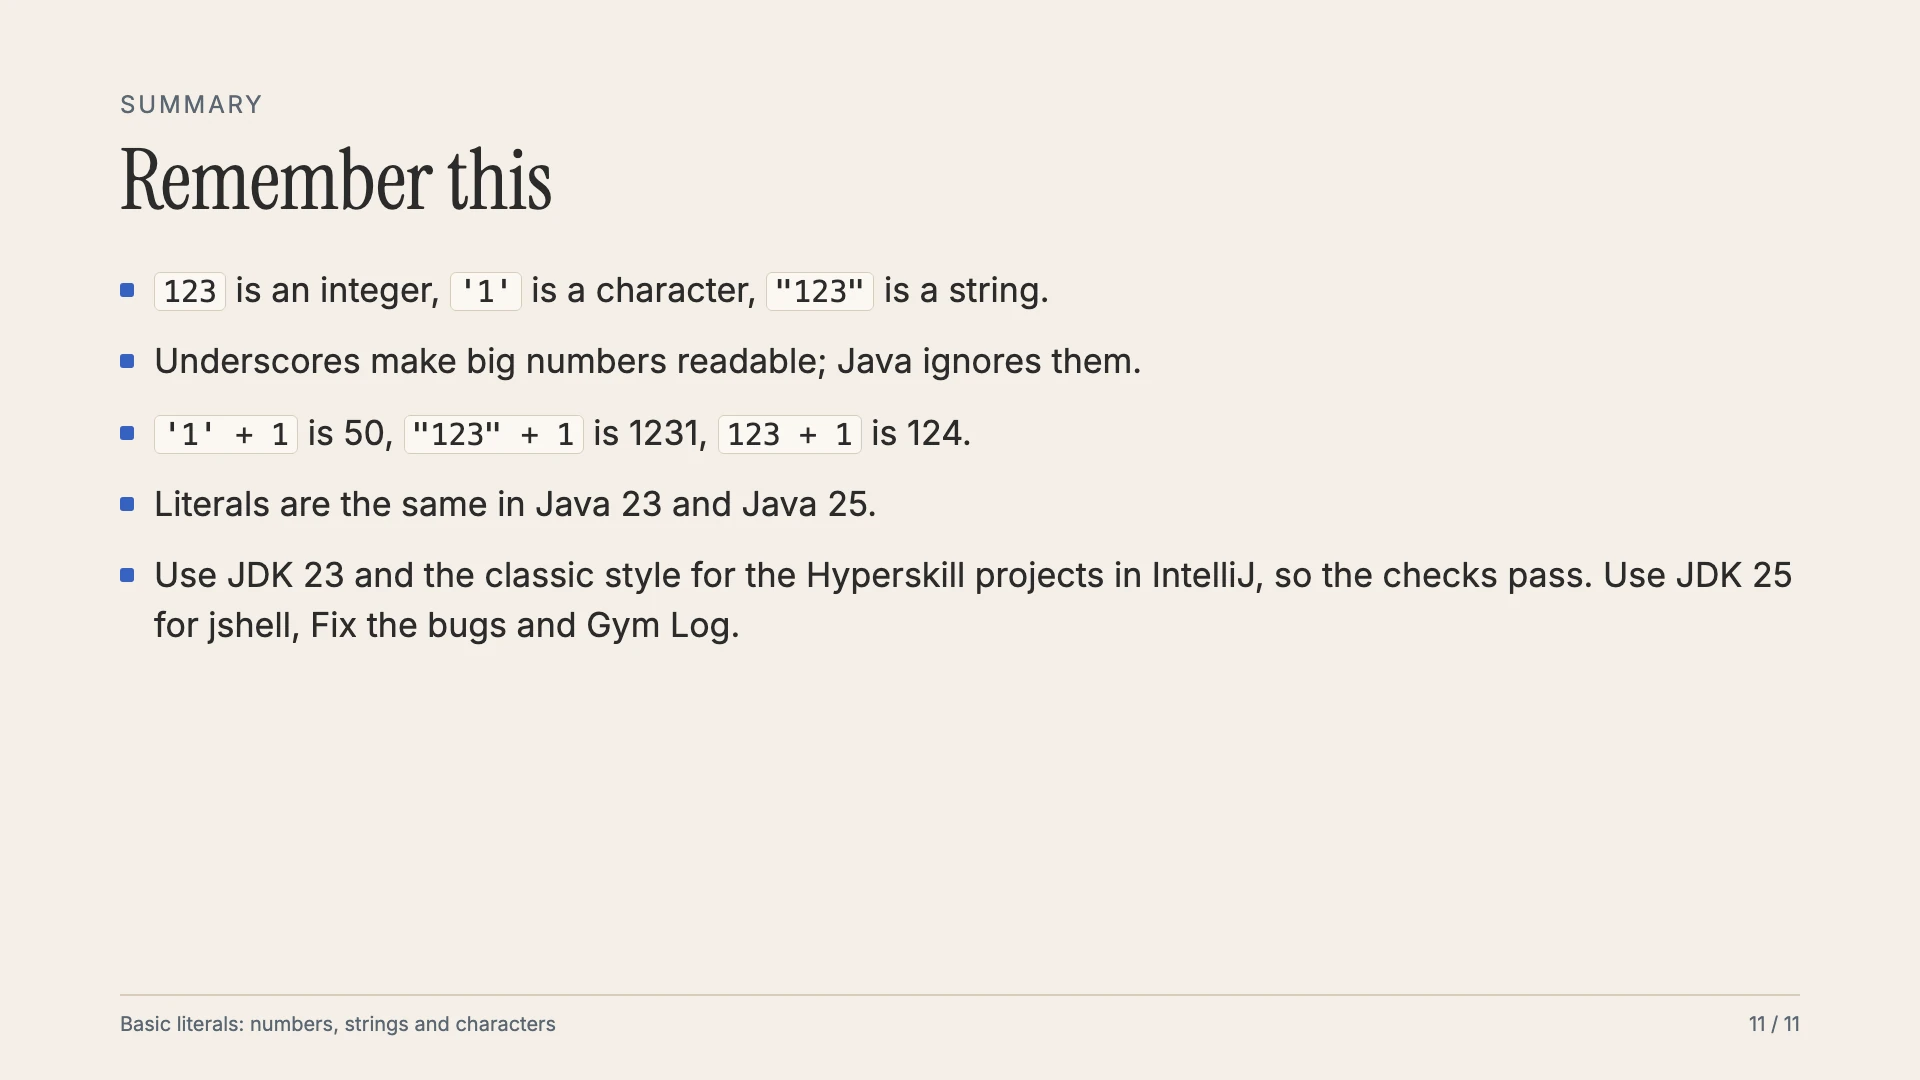 SUMMARY
Remember this
123 is an integer, '1' is a character, "123" is a string.
Underscores make big numbers readable; Java ignores them.
'1' + 1 is 50, "123" + 1 is 1231, 123 + 1 is 124.
Literals are the same in Java 23 and Java 25.
Use JDK 23 and the classic style for the Hyperskill projects in IntelliJ, so the checks pass. Use JDK 25
for jshell, Fix the bugs and Gym Log.
Basic literals: numbers, strings and characters
11 / 11